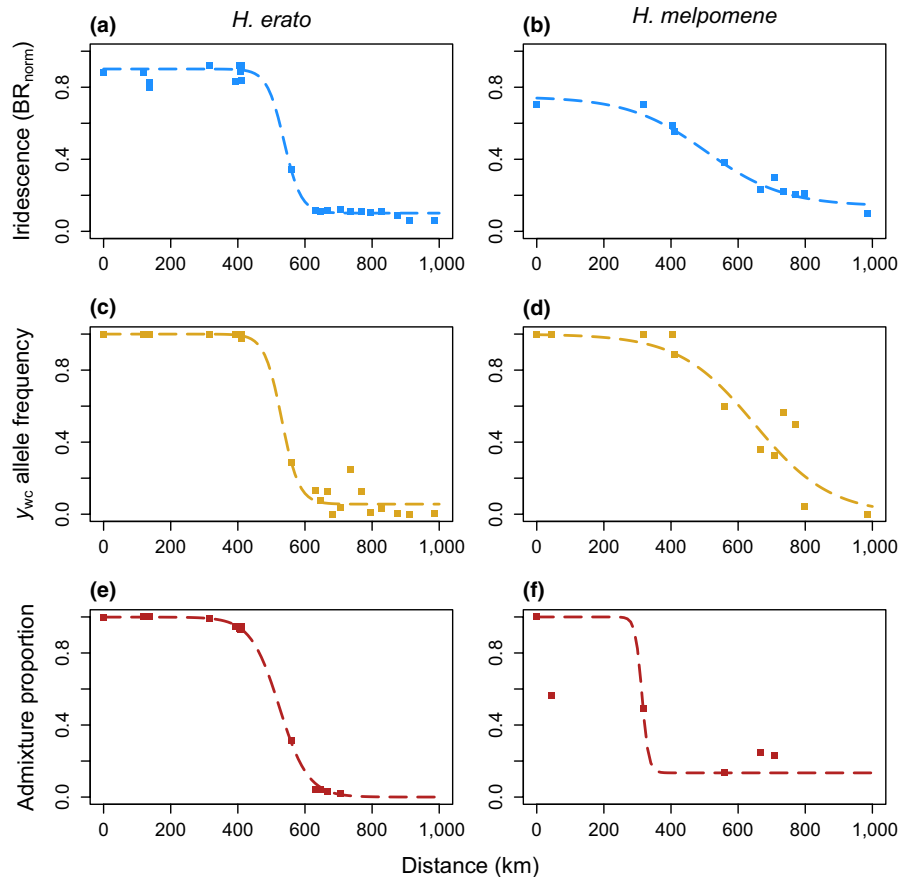 H. erato
H. melpomene
(a)
(b)
Iridescence (BRnorm)
0.0 0.4 0.8
0 200 400 600 800 1,000
0.0 0.4 0.8
0 200 400 600 800 1,000
(c)
(d)
ywc allele frequency
0.0 0.4 0.8
0 200 400 600 800 1,000
0.0 0.4 0.8
0 200 400 600 800 1,000
(e)
(f)
Admixture proportion
0.0 0.4 0.8
0 200 400 600 800 1,000
0.0 0.4 0.8
0 200 400 600 800 1,000
Distance (km)